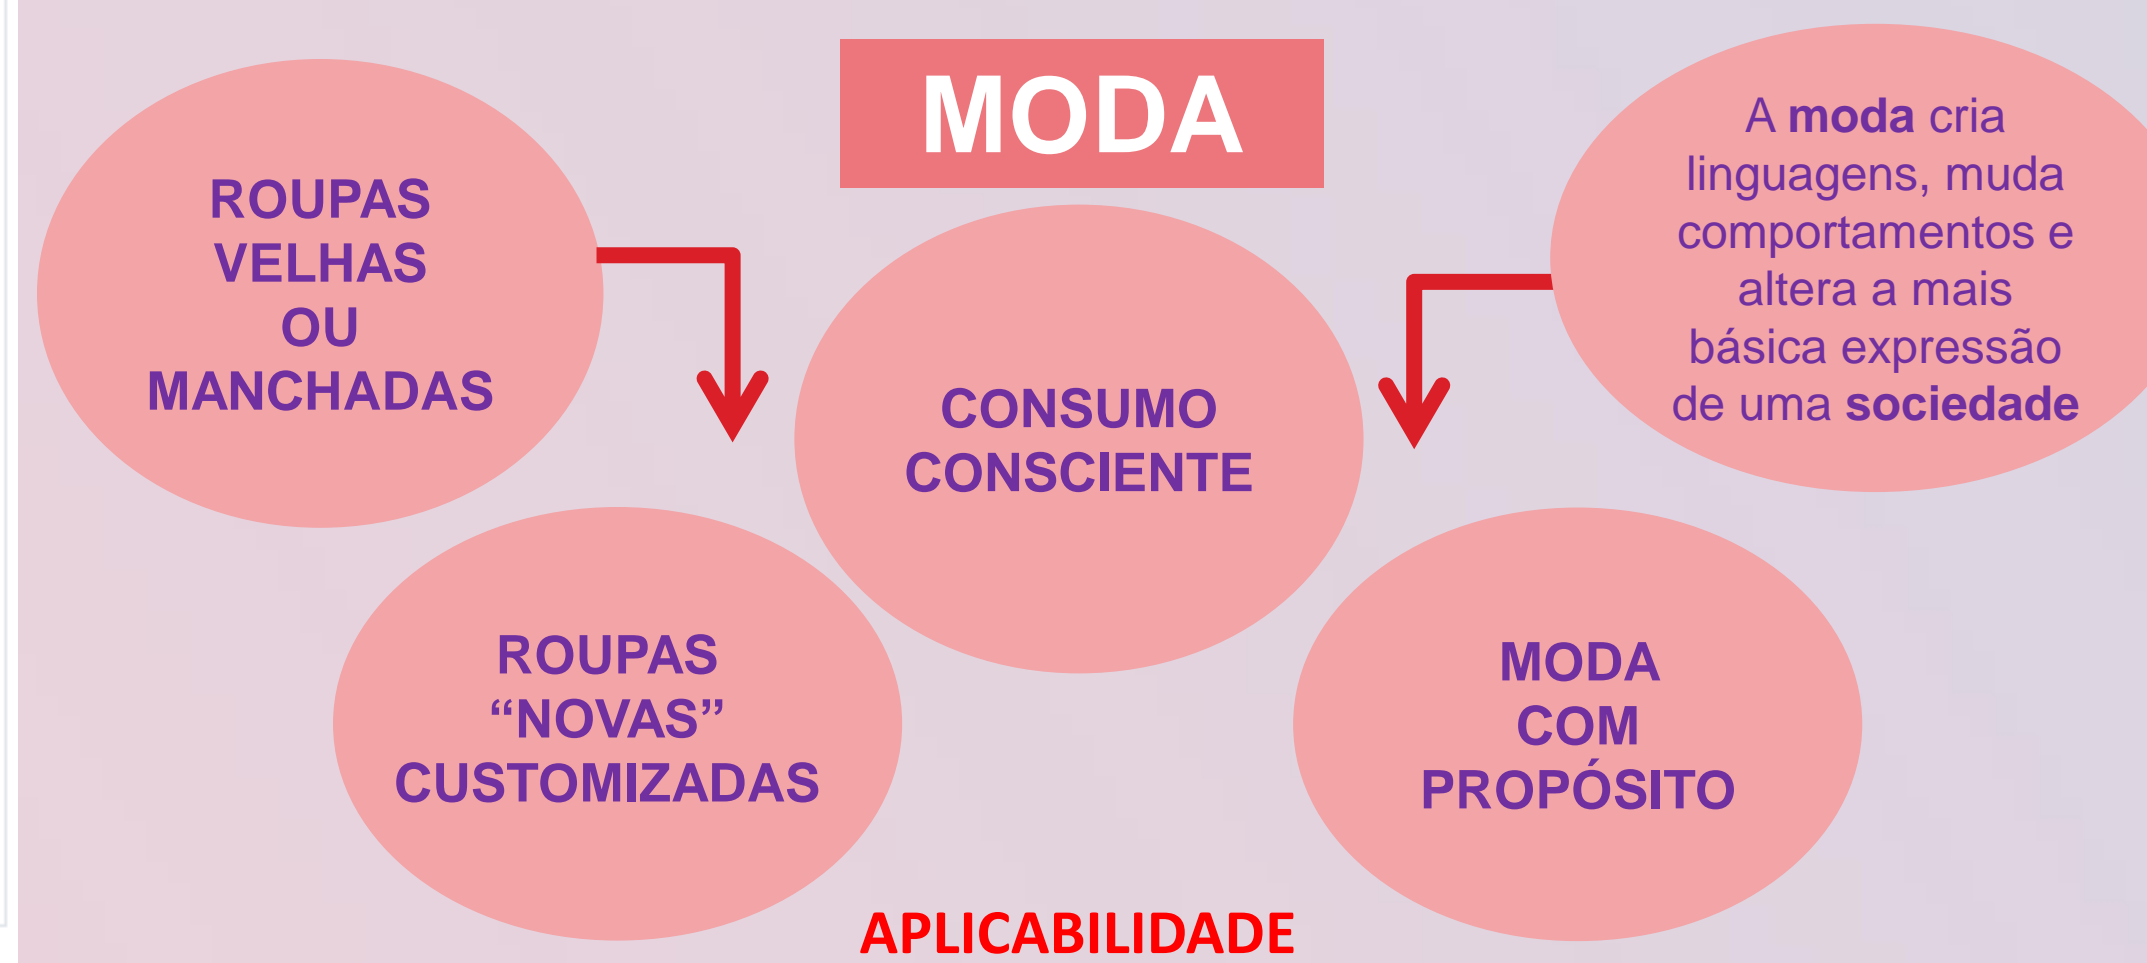 MODA
ROUPAS
VELHAS
OU
MANCHADAS
A moda cria
linguagens, muda
comportamentos e
altera a mais
básica expressão
de uma sociedade
CONSUMO
CONSCIENTE
ROUPAS
“NOVAS”
CUSTOMIZADAS
MODA
COM
PROPÓSITO
APLICABILIDADE